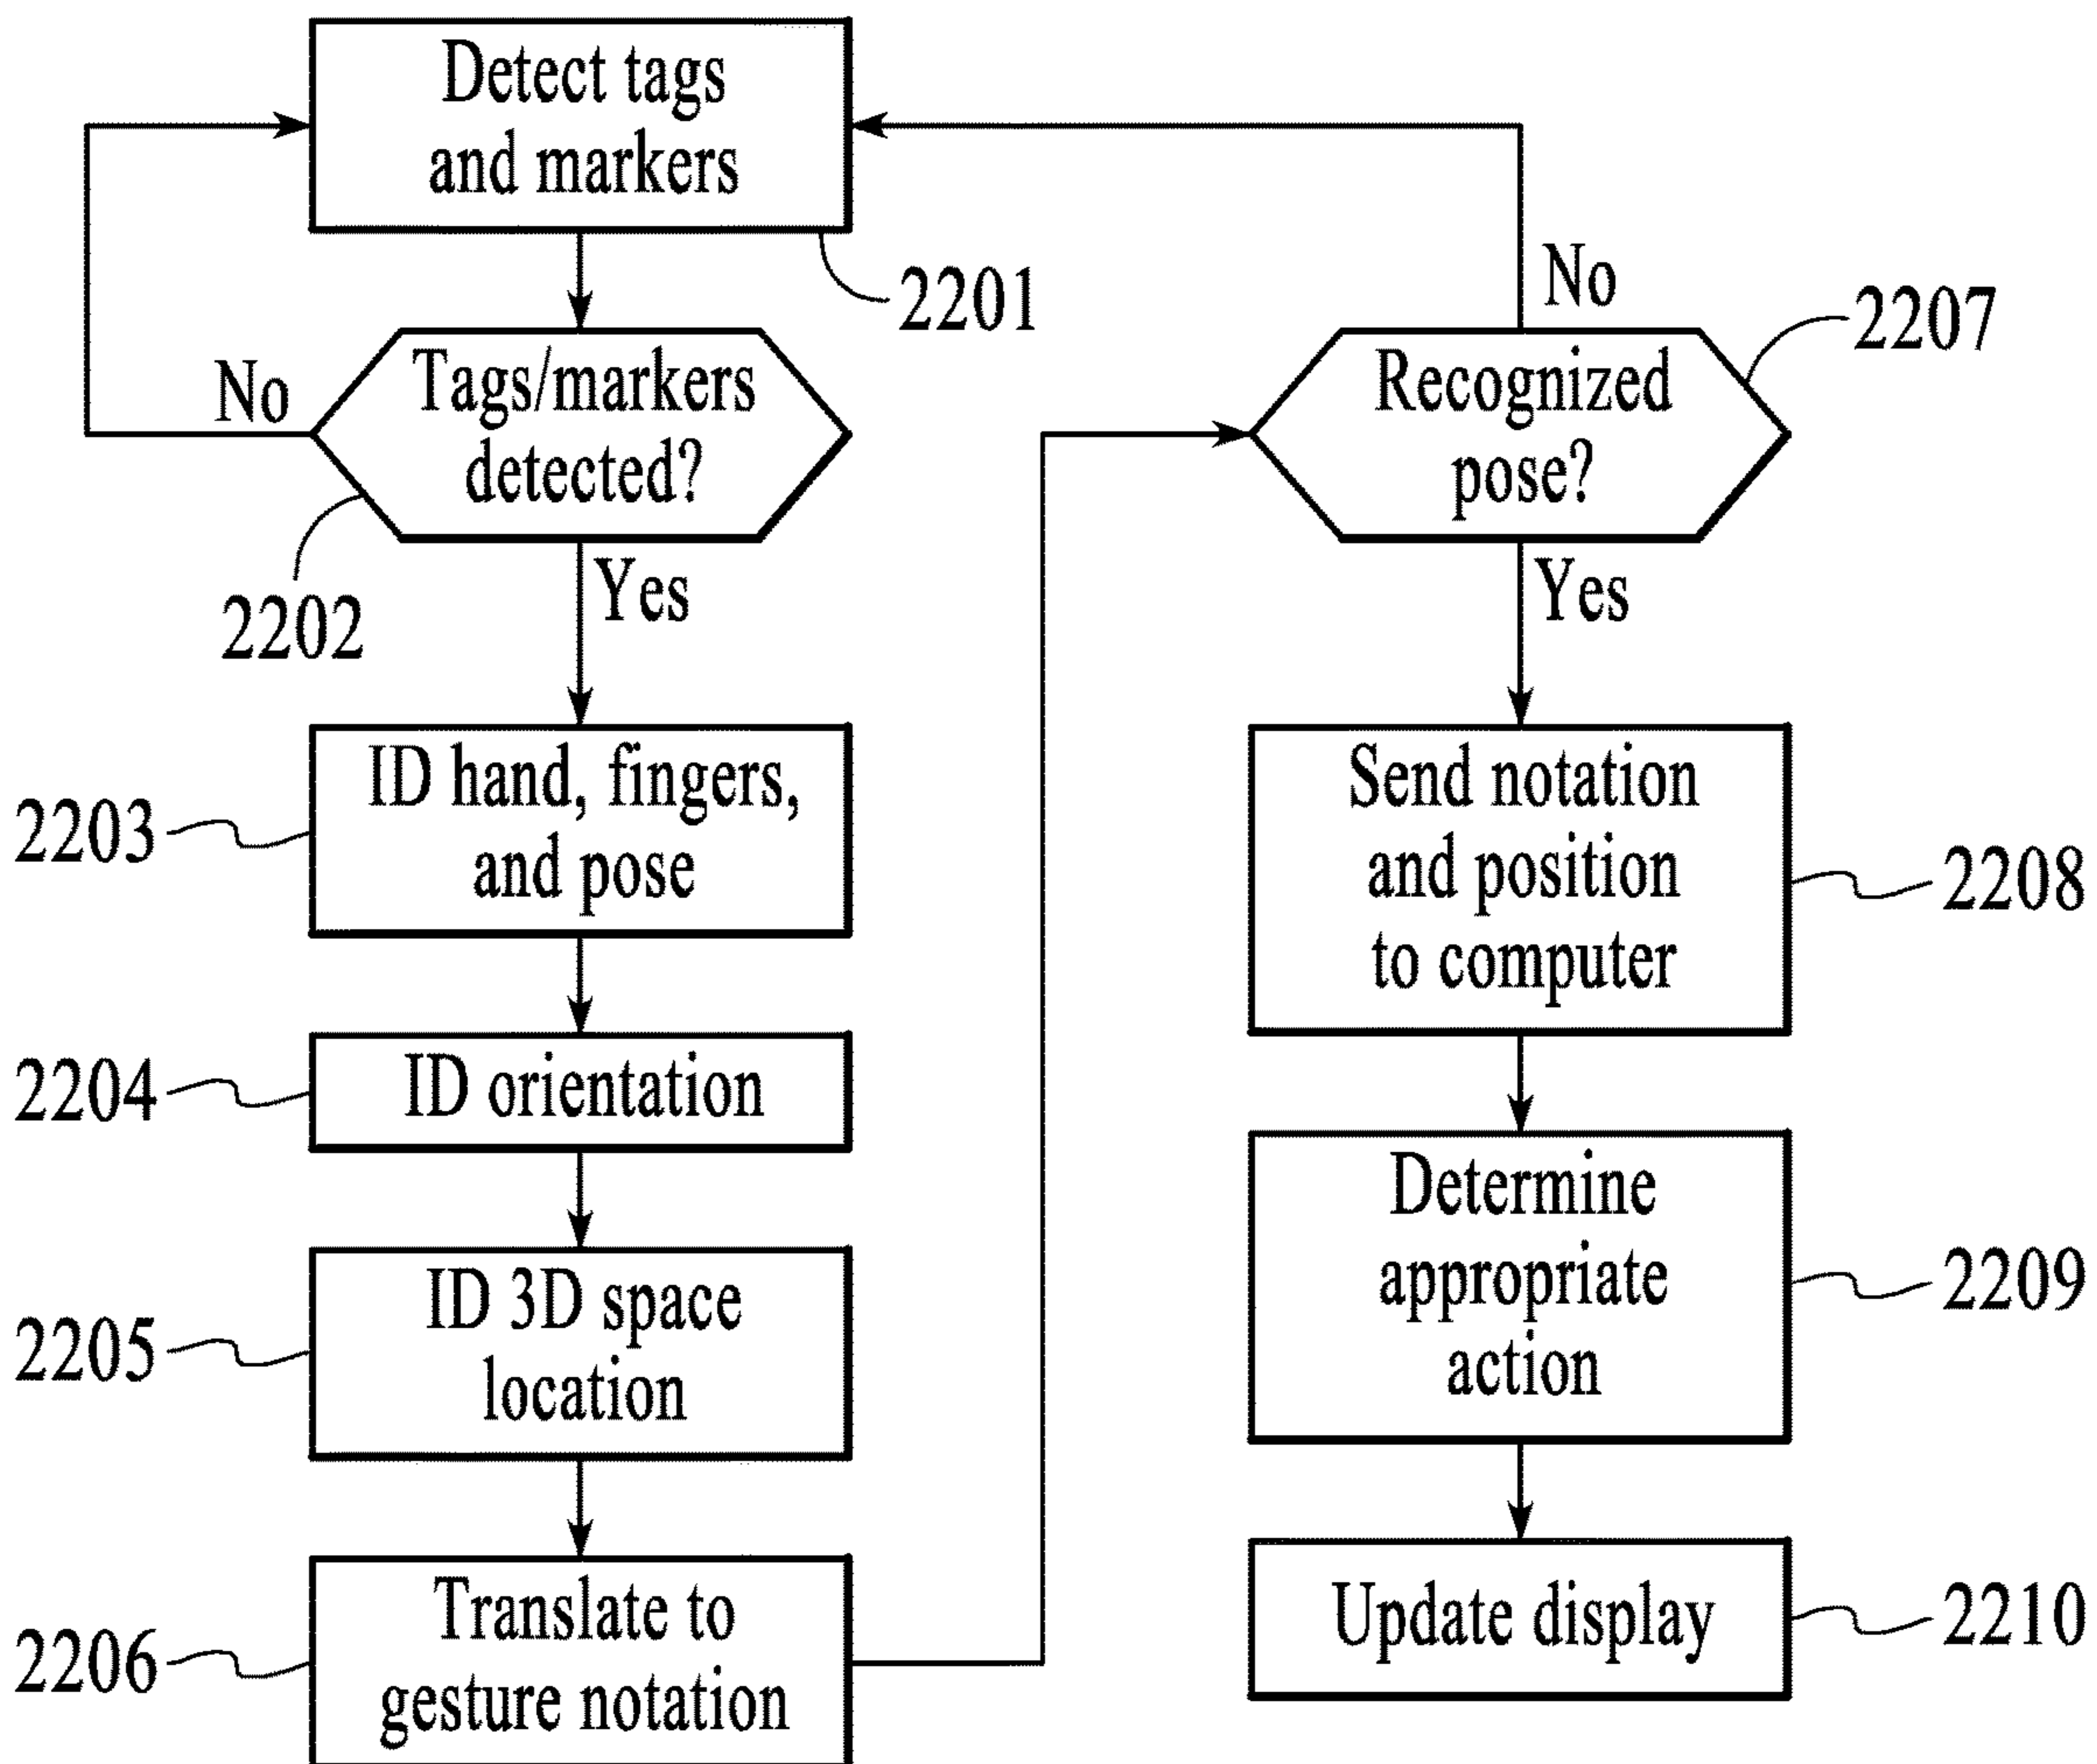 Detect tags
and markers
2201
No
Tags/markers
detected?
2202
Yes
2203
ID hand, fingers,
and pose
2204
ID orientation
2205
ID 3D space
location
2206
Translate to
gesture notation
No
2207
Recognized
pose?
Yes
Send notation
and position
to computer
2208
Determine
appropriate
action
2209
Update display
2210